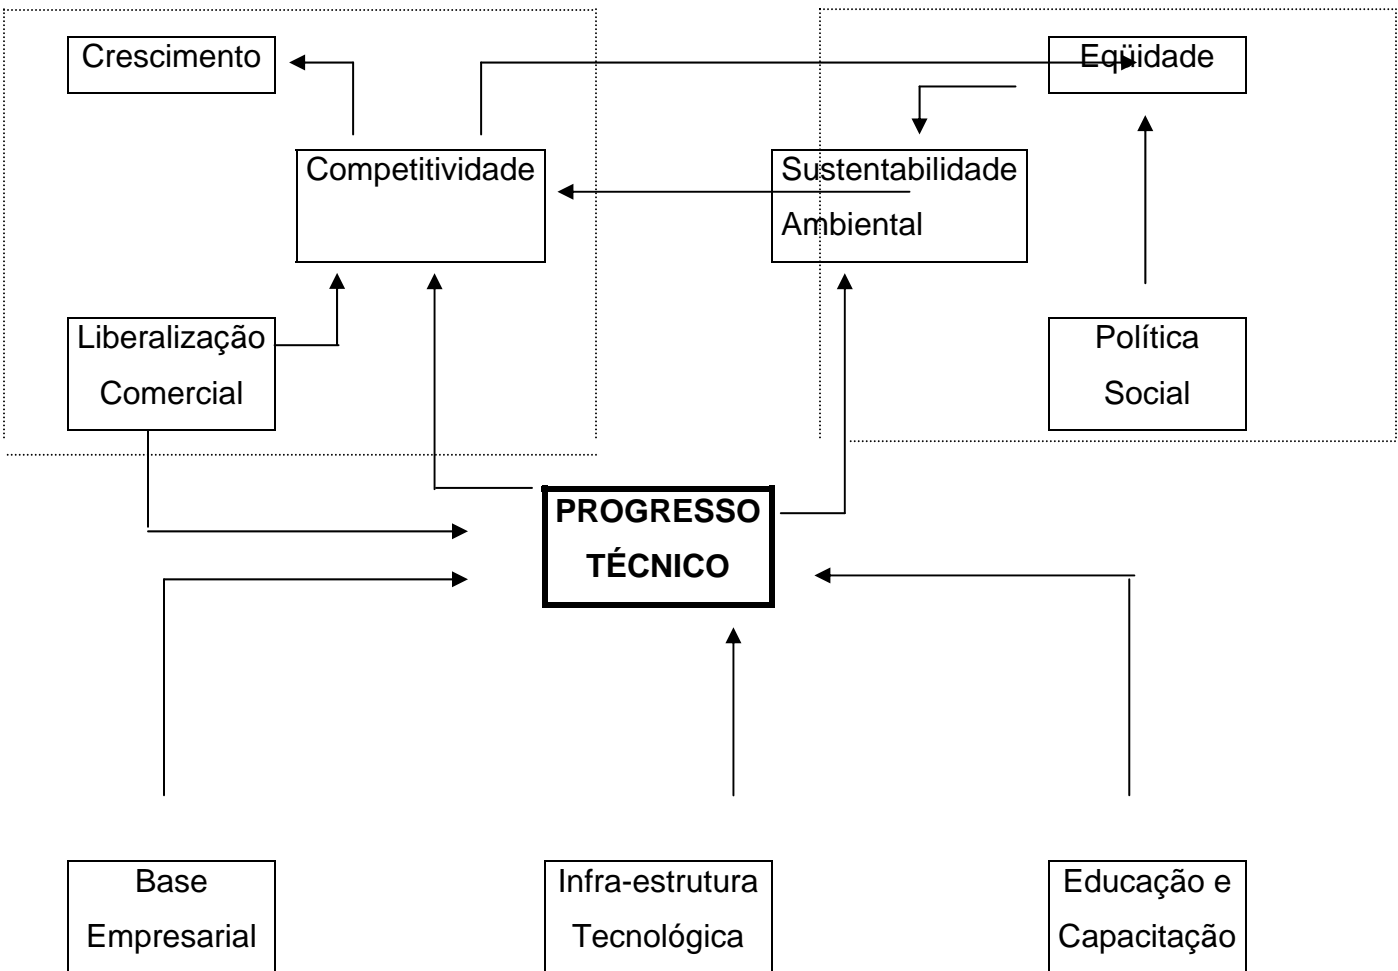 Crescimento
Eqüidade
Competitividade
Sustentabilidade
Ambiental
Liberalização
Comercial
Política
Social
PROGRESSO
TÉCNICO
Base
Empresarial
Infra-estrutura
Tecnológica
Educação e
Capacitação